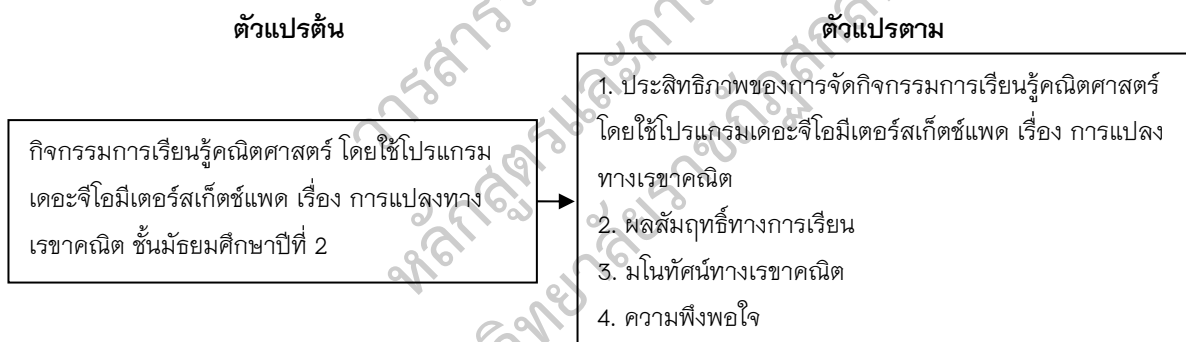 ตัวแปรต้น
ตัวแปรตาม
กิจกรรมการเรียนรู้คณิตศาสตร์ โดยใช้โปรแกรม
เดอะจีโอมีเตอร์สเก็ตช์แพด เรื่อง การแปลงทาง
เรขาคณิต ชั้นมัธยมศึกษาปีที่ 2
1. ประสิทธิภาพของการจัดกิจกรรมการเรียนรู้คณิตศาสตร์
โดยใช้โปรแกรมเดอะจีโอมีเตอร์สเก็ตช์แพด เรื่อง การแปลง
ทางเรขาคณิต
2. ผลสัมฤทธิ์ทางการเรียน
3. มโนทัศน์ทางเรขาคณิต
4. ความพึงพอใจ